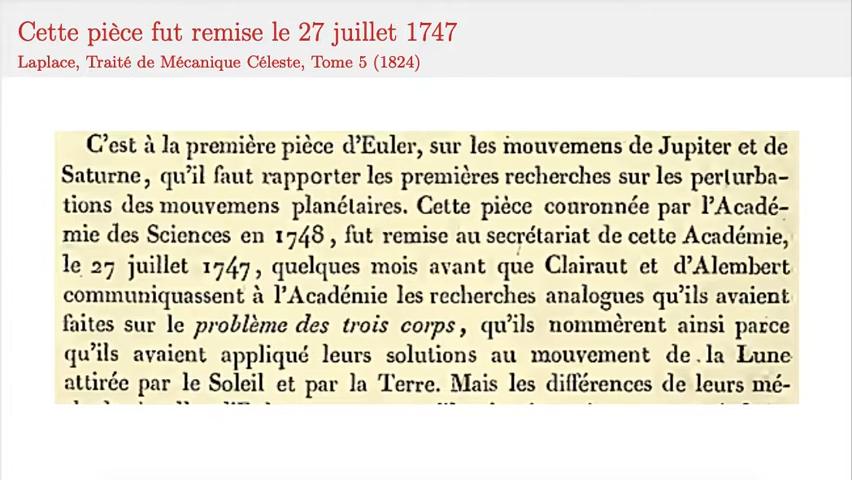 Cette pièce fut remise le 27 juillet 1747
Laplace, Traité de Mécanique Céleste, Tome 5 (1824)
C'est à la première pièce d'Euler, sur les mouvemens de Jupiter et de
Saturne, qu'il faut rapporter les premières recherches sur les perturba-
tions des mouvemens planétaires. Cette pièce couronnée par l'Acadé-
mie des Sciences en 1748, fut remise au secrétariat de cette Académie,
le 27 juillet 1747, quelques mois avant que Clairaut et d'Alembert
communiquassent à l'Académie les recherches analogues qu'ils avaient
faites sur le problème des trois corps, qu'ils nommèrent ainsi parce
qu'ils avaient appliqué leurs solutions au mouvement de la Lune
attirée par le Soleil et par la Terre. Mais les différences de leurs mé-